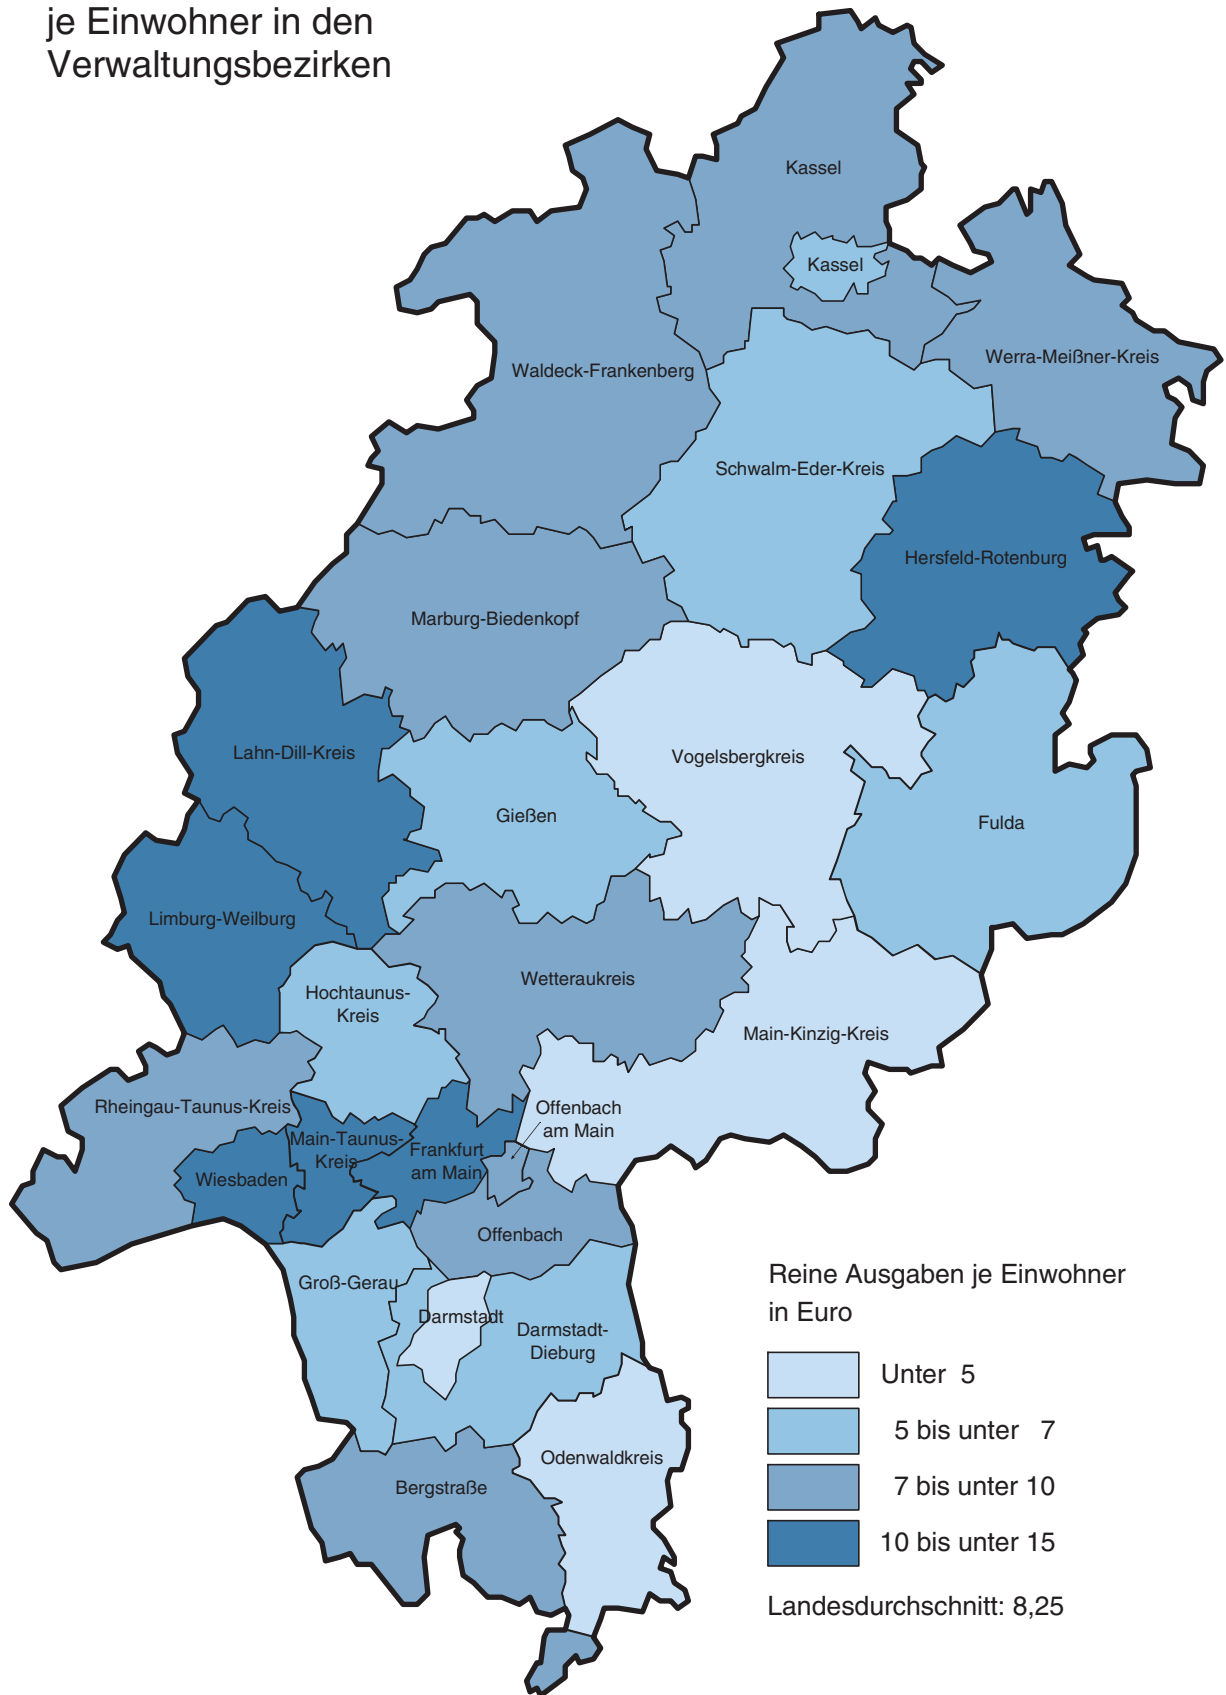 je Einwohner in den
Verwaltungsbezirken
Kassel
Kassel
Werra-Meißner-Kreis
Waldeck-Frankenberg
Schwalm-Eder-Kreis
Hersfeld-Rotenburg
Marburg-Biedenkopf
Lahn-Dill-Kreis
Vogelsbergkreis
Gießen
Fulda
Limburg-Weilburg
Wetteraukreis
Hochtaunus-
Kreis
Main-Kinzig-Kreis
Rheingau-Taunus-Kreis
Offenbach
am Main
Main-Taunus-
Kreis
Frankfurt
am Main
Wiesbaden
Offenbach
Groß-Gerau
Darmstadt
Darmstadt-
Dieburg
Odenwaldkreis
Bergstraße
Reine Ausgaben je Einwohner
in Euro
Unter 5
5 bis unter 7
7 bis unter 10
10 bis unter 15
Landesdurchschnitt: 8,25